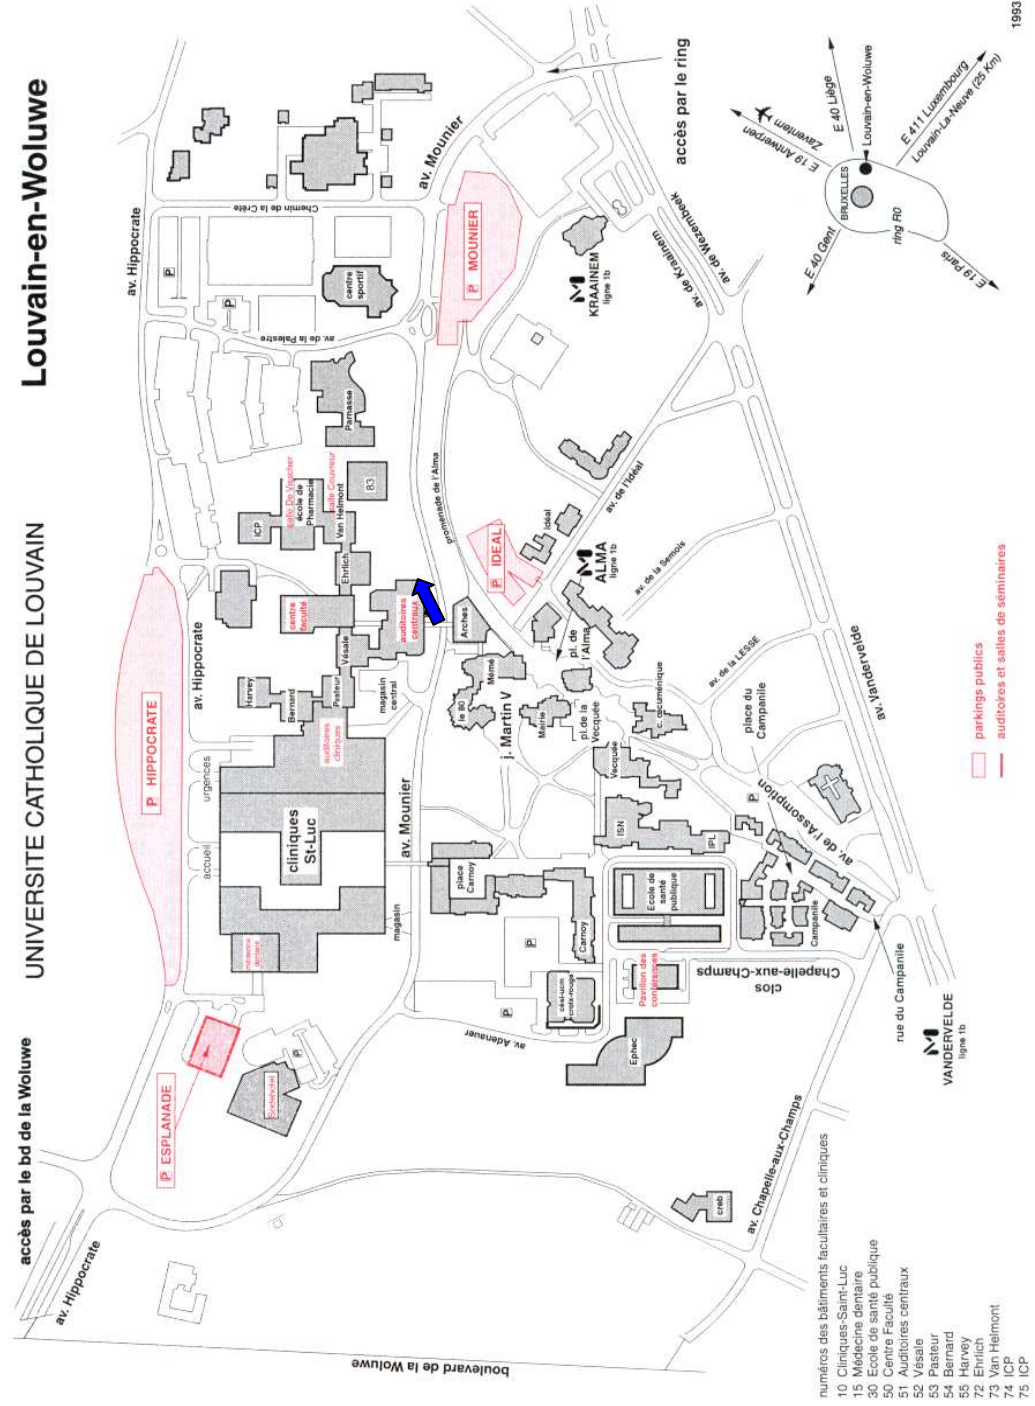 Louvain-en-Woluwe
UNIVERSITE CATHOLIQUE DE LOUVAIN
accès par le bd de la Woluwe
av. Hippocrate
boulevard de la Woluwe
P ESPLANADE
Sodehotel
P
P HIPPOCRATE
av. Hippocrate
accueil
urgences
médecine
dentaire
cliniques
St-Luc
auditoires
cliniques
magasin
magasin
central
Harvey
Bernard
Pasteur
Vésale
centre
faculté
auditoires
centraux
Ehrlich
ICP
salle De Visscher
école de
Pharmacie
Van Helmont
salle Couvreur
83
Parnasse
av. de la Palestre
P
P
av. Hippocrate
centre
sportif
Chemin de la Crête
av. Mounier
P MOUNIER
accès par le ring
av. de Wezembeek
av. de Kraainem
KRAAINEM
ligne 1b
promenade de l'Alma
P IDEAL
Idéal
av. de l'Idéal
ALMA
ligne 1b
av. de la Semois
av. de la LESSE
av. Vandervelde
Arches
Mémé
le 80
j. Martin V
Mairie
pl. de
l'Alma
pl. de la
Vecquée
c. œcuménique
Vecquée
av. Mounier
place
Carnoy
Carnoy
P
P
av. Adenauer
césl-ucm
croix-rouge
Ephec
Pavillon des
conférences
Ecole de
santé
publique
ISN
IPL
place du
Campanile
P
av. de l'Assomption
Campanile
clos
Chapelle-aux-Champs
rue du Campanile
VANDERVELDE
ligne 1b
av. Chapelle-aux-Champs
creb
parkings publics
auditoires et salles de séminaires
numéros des bâtiments facultaires et cliniques
10 Cliniques-Saint-Luc
15 Médecine dentaire
30 Ecole de santé publique
50 Centre Faculté
51 Auditoires centraux
52 Vésale
53 Pasteur
54 Bernard
55 Harvey
72 Ehrlich
73 Van Helmont
74 ICP
75 ICP
E 40 Gent
E 19 Antwerpen
Zaventem
E 40 Liège
Louvain-en-Woluwe
E 411 Luxembourg
Louvain-La-Neuve (25 Km)
BRUXELLES
ring R0
E 19 Paris
1993